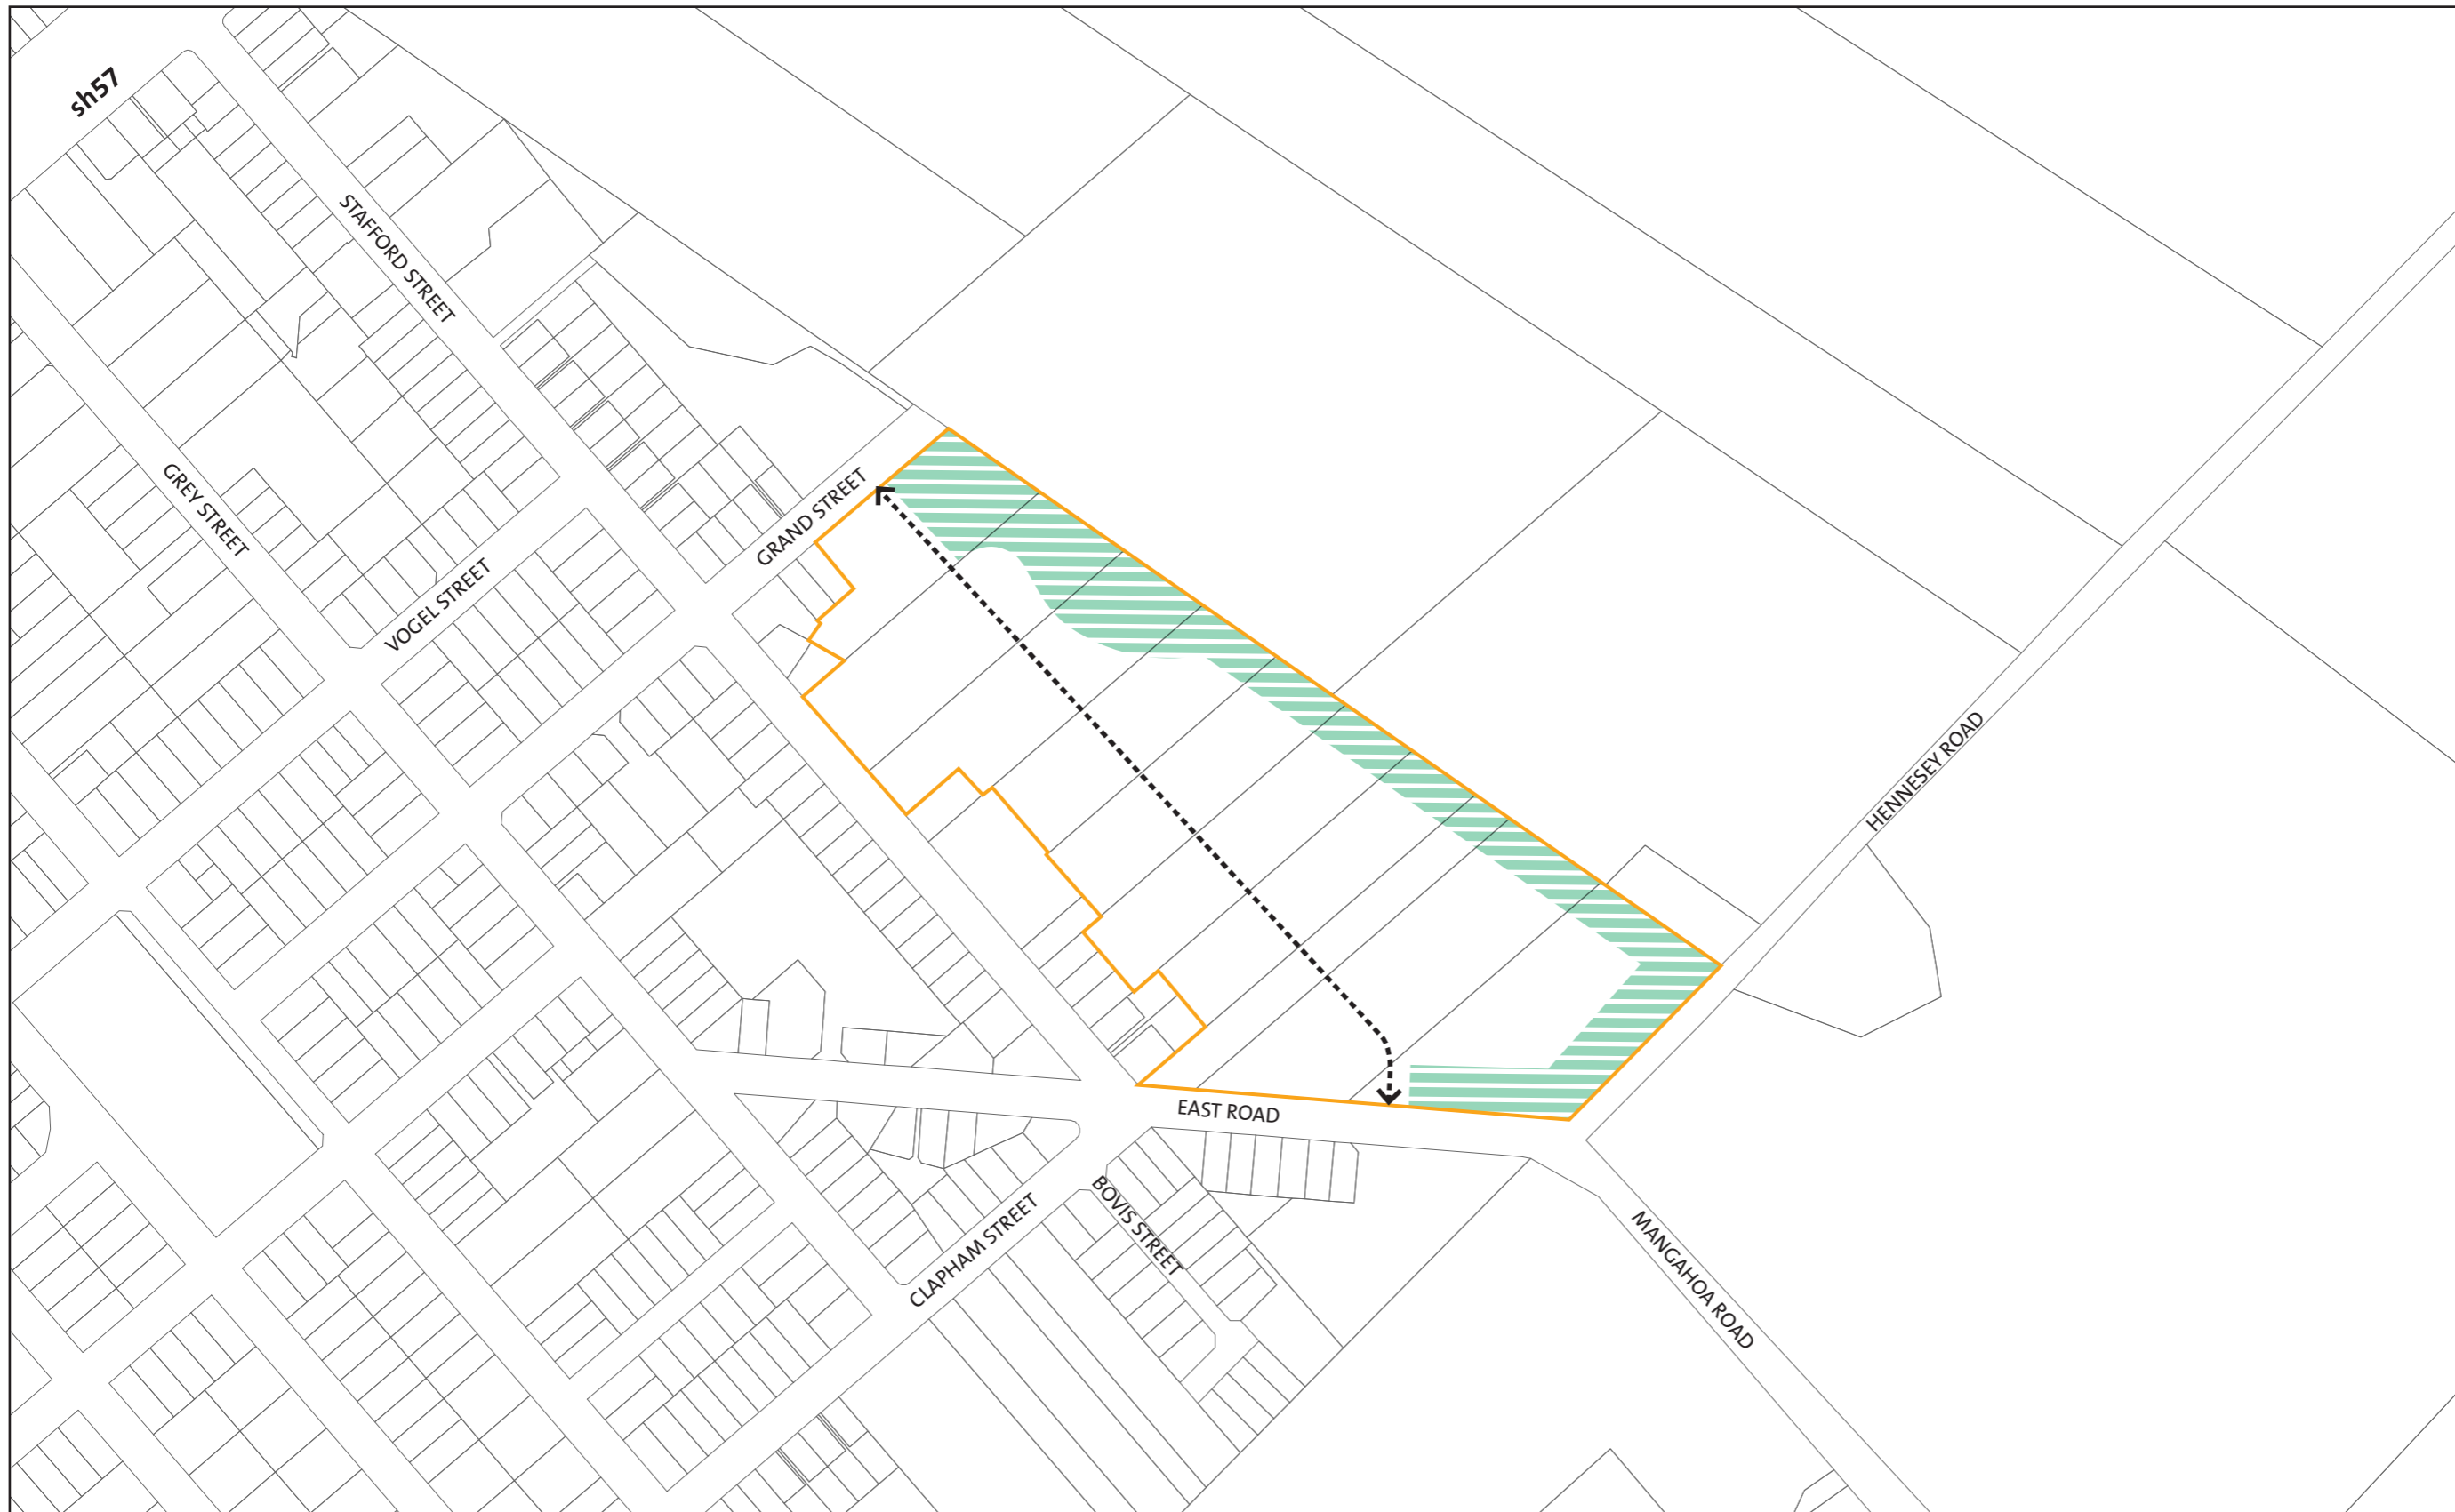 sh57
STAFFORD STREET
GREY STREET
VOGEL STREET
GRAND STREET
HENNESEY ROAD
EAST ROAD
BOVIS STREET
CLAPHAM STREET
MANGAHOA ROAD